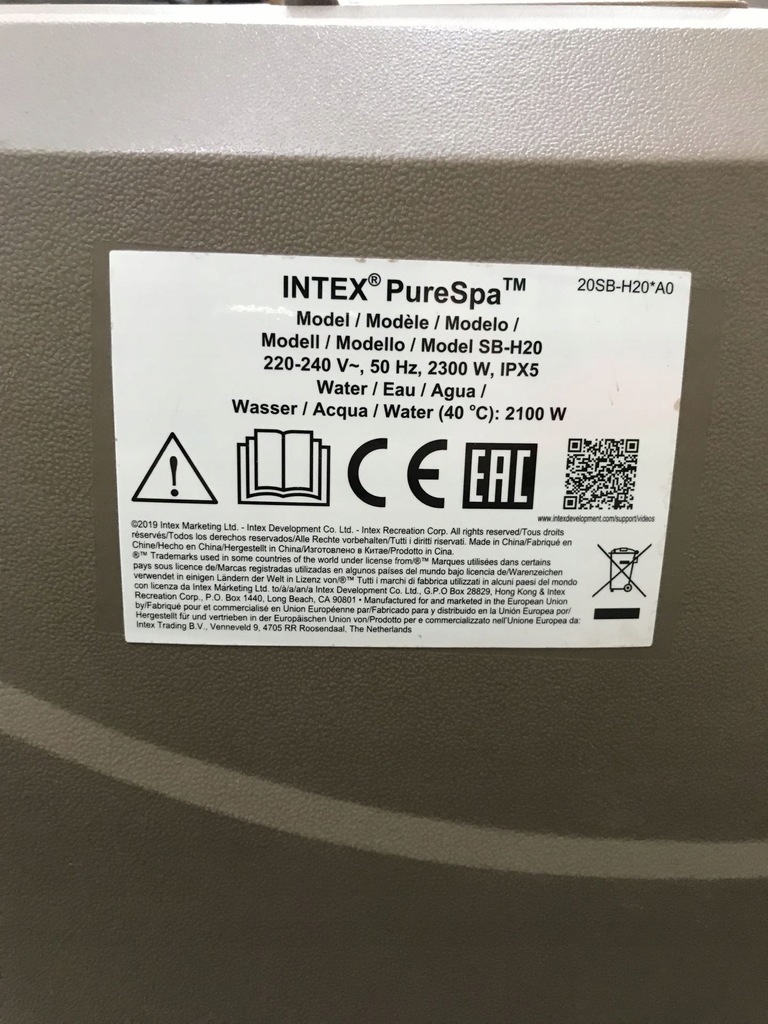 INTEX® PureSpa™
20SB-H20*A0
Model / Modèle / Modelo /
Modell / Modello / Model SB-H20
220-240 V~, 50 Hz, 2300 W, IPX5
Water / Eau / Agua /
Wasser / Acqua / Water (40 °C): 2100 W
CE
EAC
www.intexdevelopment.com/support/videos
©2019 Intex Marketing Ltd. - Intex Development Co. Ltd. - Intex Recreation Corp. All rights reserved/Tous droits
réservés/Todos los derechos reservados/Alle Rechte vorbehalten/Tutti i diritti riservati. Made in China/Fabriqué en
Chine/Hecho en China/Hergestellt in China/Изготовлено в Китае/Prodotto in Cina.
®™ Trademarks used in some countries of the world under license from/®™ Marques utilisées dans certains
pays sous licence de/Marcas registradas utilizadas en algunos países del mundo bajo licencia de/Warenzeichen
verwendet in einigen Ländern der Welt in Lizenz von/®™ Tutti i marchi di fabbrica utilizzati in alcuni paesi del mondo
con licenza da Intex Marketing Ltd. to/à/a/an/a Intex Development Co. Ltd., G.P.O Box 28829, Hong Kong & Intex
Recreation Corp., P.O. Box 1440, Long Beach, CA 90801 • Manufactured for and marketed in the European Union
by/Fabriqué pour et commercialisé en Union Européenne par/Fabricado para y distribuido en la Unión Europea por/
Hergestellt für und vertrieben in der Europäischen Union von/Prodotto per e commercializzato nell'Unione Europea da:
Intex Trading B.V., Venneveld 9, 4705 RR Roosendaal, The Netherlands